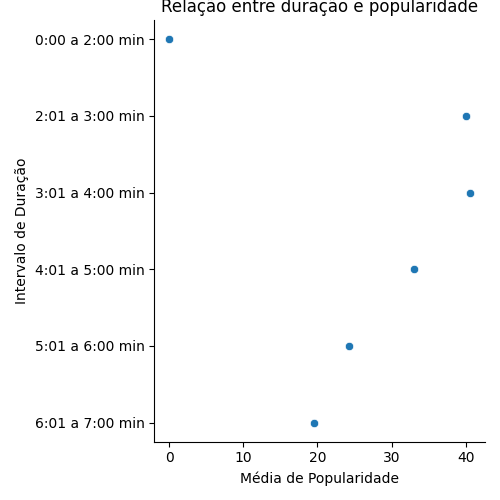 Relação entre duração e popularidade
0:00 a 2:00 min
2:01 a 3:00 min
3:01 a 4:00 min
4:01 a 5:00 min
5:01 a 6:00 min
6:01 a 7:00 min
Intervalo de Duração
0 10 20 30 40
Média de Popularidade